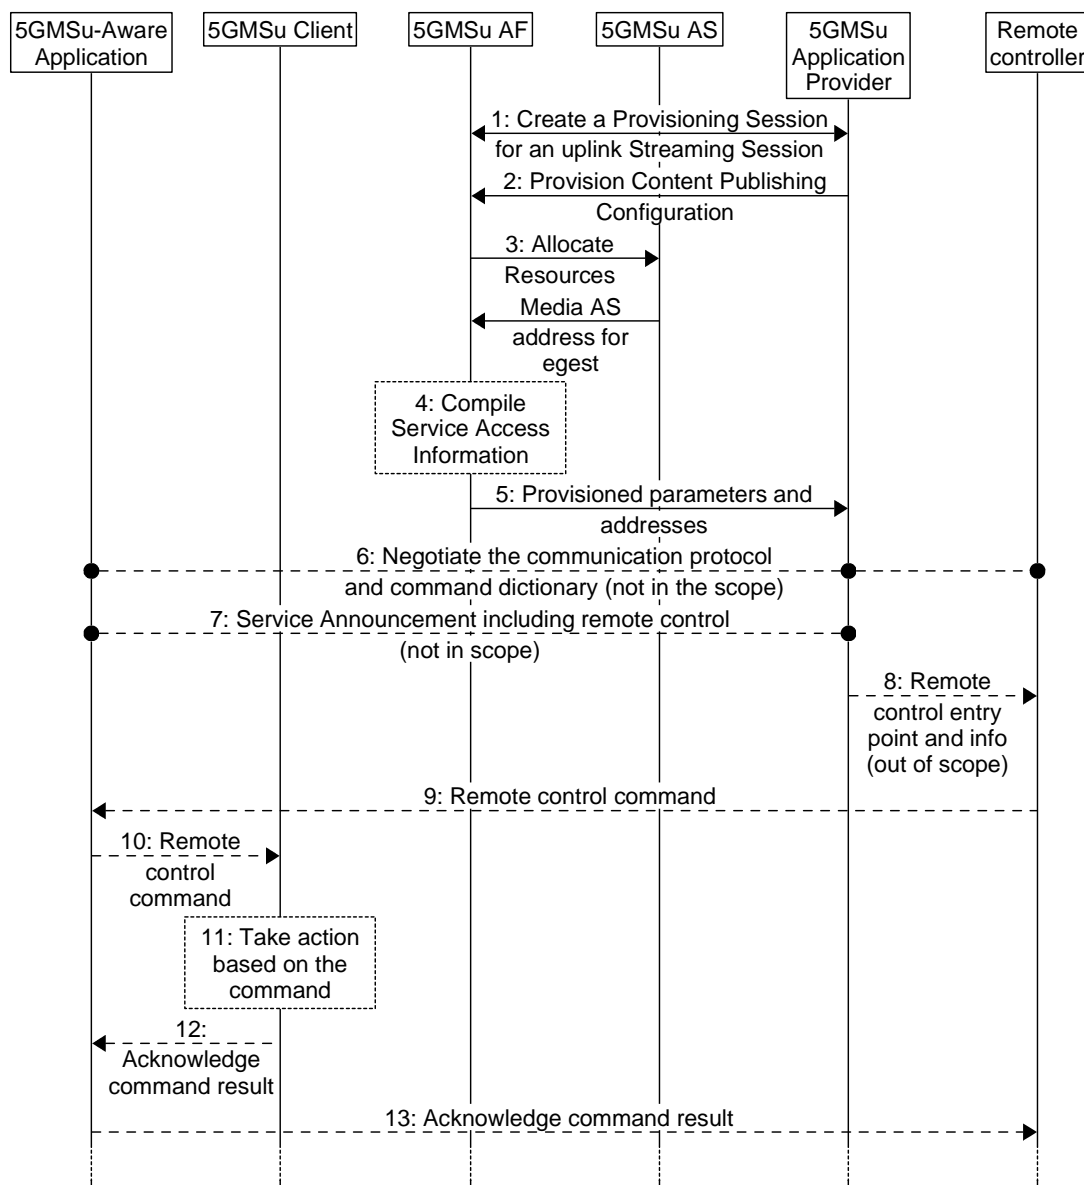 5GMSu-Aware
Application
5GMSu Client
5GMSu AF
5GMSu AS
5GMSu
Application
Provider
Remote
controller
1: Create a Provisioning Session
for an uplink Streaming Session
2: Provision Content Publishing
Configuration
3: Allocate
Resources
Media AS
address for
egest
4: Compile
Service Access
Information
5: Provisioned parameters and
addresses
6: Negotiate the communication protocol
and command dictionary (not in the scope)
7: Service Announcement including remote control
(not in scope)
8: Remote
control entry
point and info
(out of scope)
9: Remote control command
10: Remote
control
command
11: Take action
based on the
command
12:
Acknowledge
command result
13: Acknowledge command result